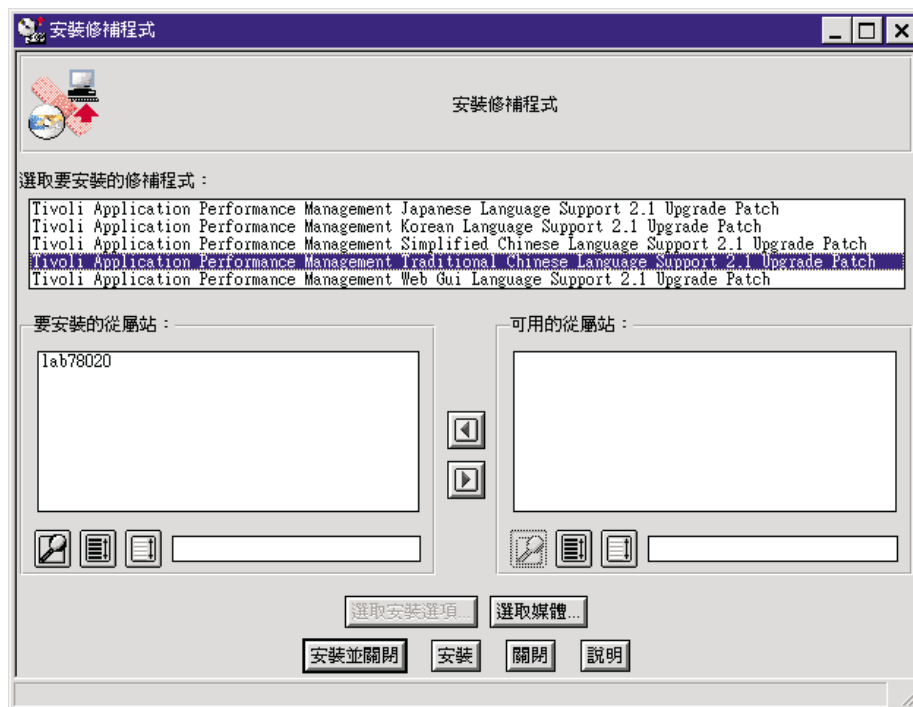 安裝修補程式
安裝修補程式
選取要安裝的修補程式：
Tivoli Application Performance Management Japanese Language Support 2.1 Upgrade Patch
Tivoli Application Performance Management Korean Language Support 2.1 Upgrade Patch
Tivoli Application Performance Management Simplified Chinese Language Support 2.1 Upgrade Patch
Tivoli Application Performance Management Traditional Chinese Language Support 2.1 Upgrade Patch
Tivoli Application Performance Management Web Gui Language Support 2.1 Upgrade Patch
要安裝的從屬站：
可用的從屬站：
lab78020
選取安裝選項...
選取媒體...
安裝並關閉
安裝
關閉
說明